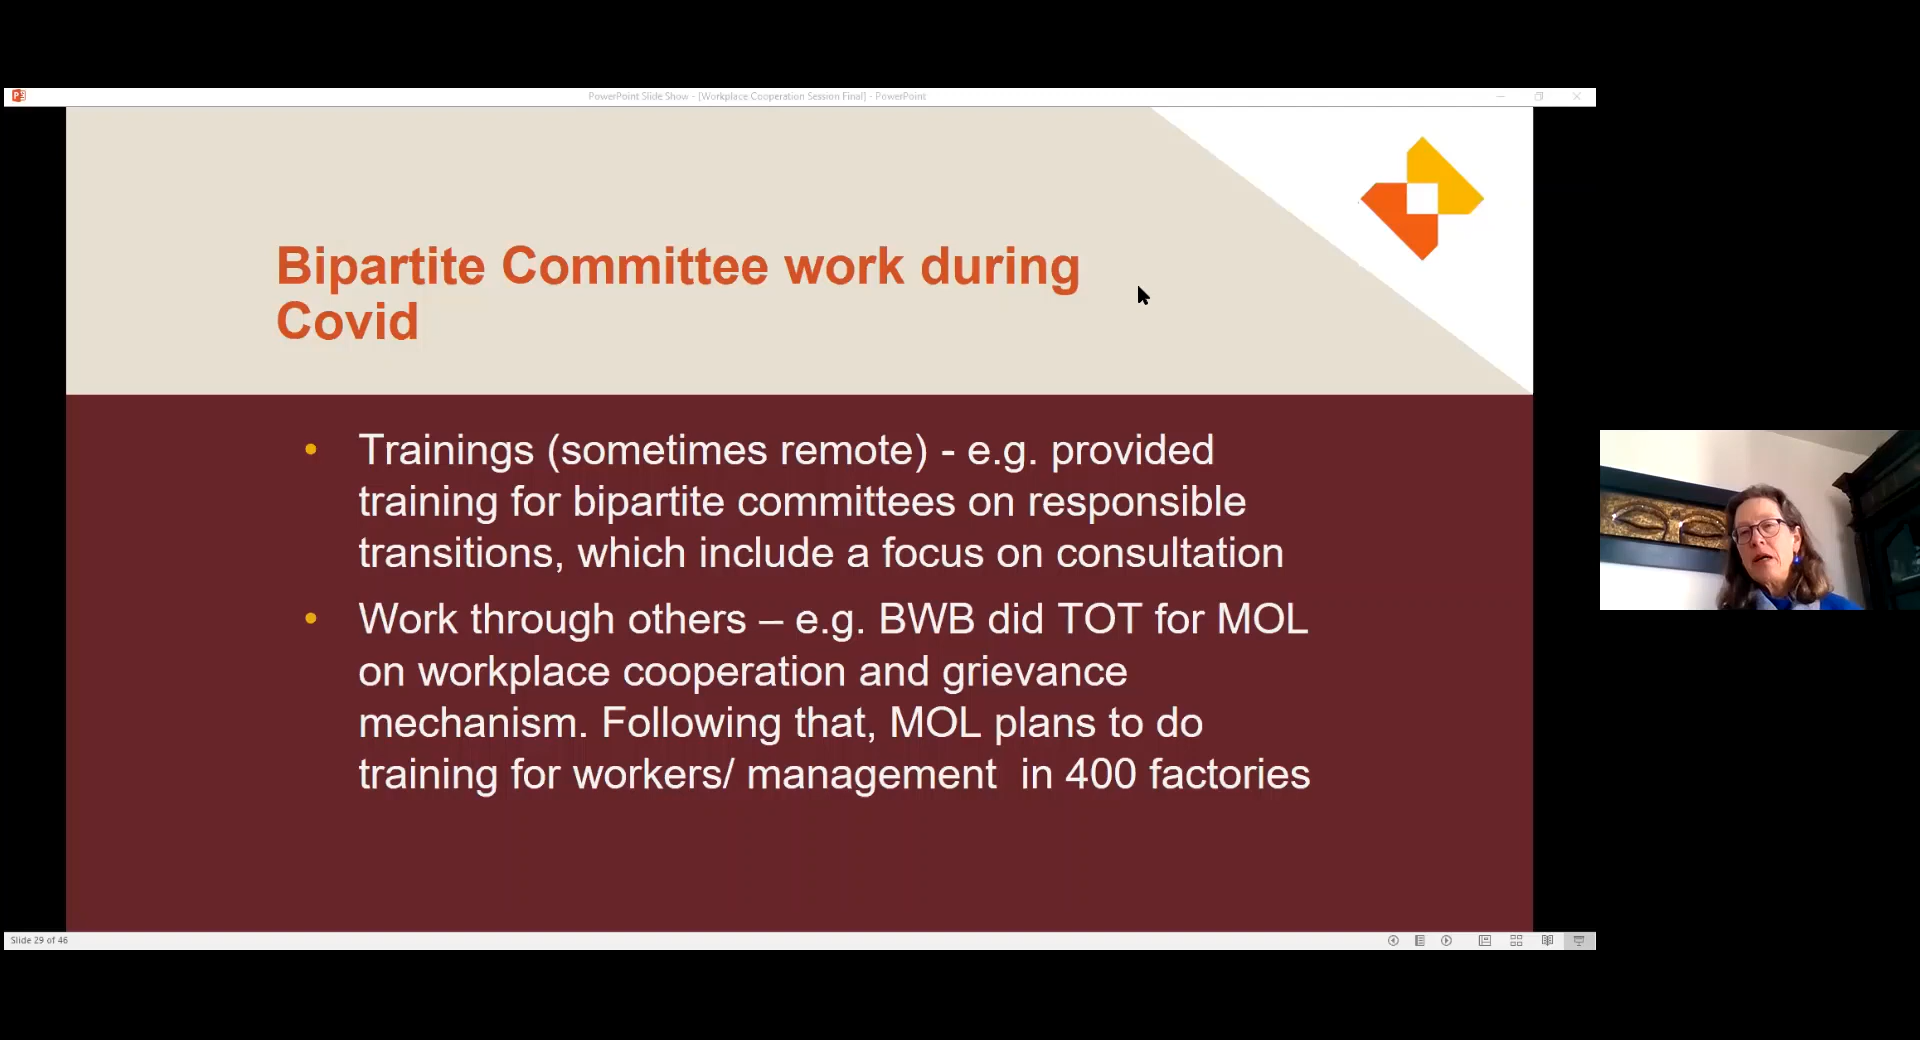 PowerPoint Slide Show - [Workplace Cooperation Session Final] - PowerPoint
Bipartite Committee work during
Covid
• Trainings (sometimes remote) - e.g. provided
training for bipartite committees on responsible
transitions, which include a focus on consultation
• Work through others – e.g. BWB did TOT for MOL
on workplace cooperation and grievance
mechanism. Following that, MOL plans to do
training for workers/ management  in 400 factories
Slide 29 of 46